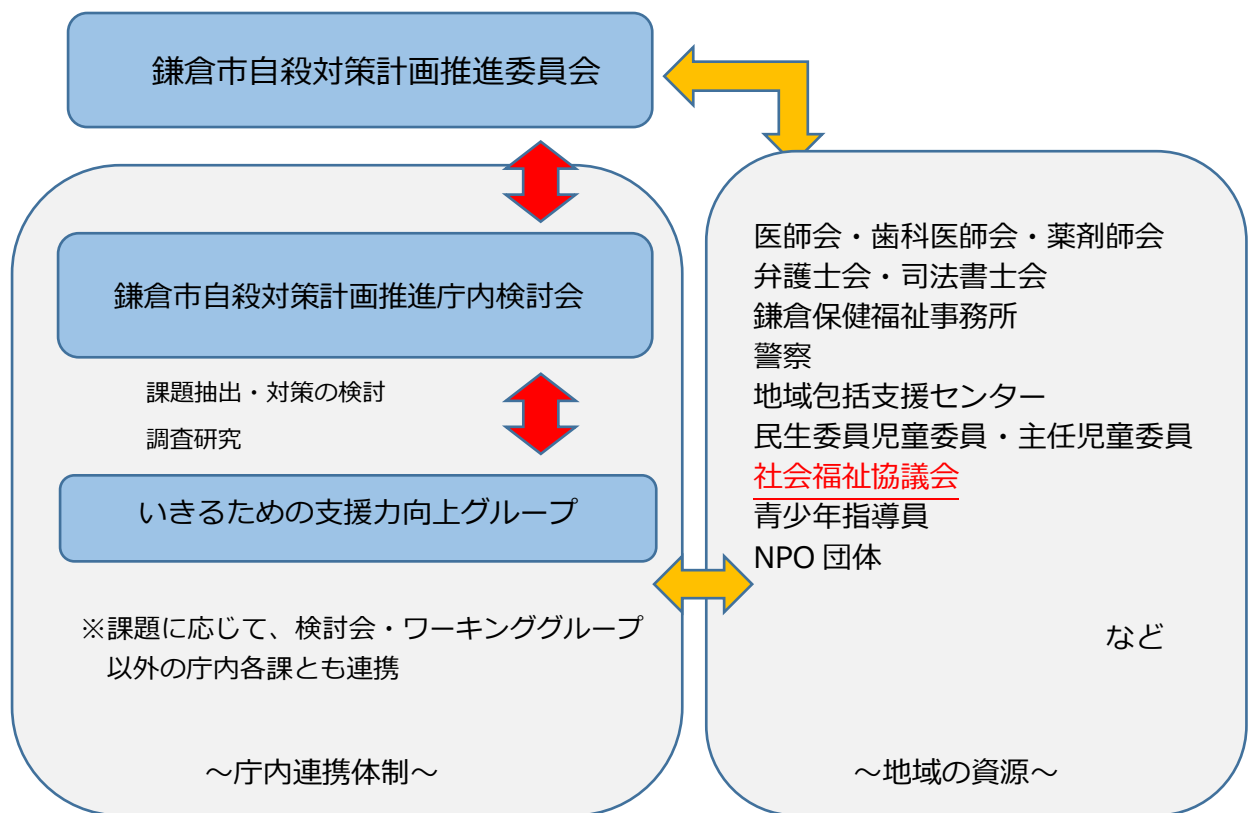 鎌倉市自殺対策計画推進委員会
鎌倉市自殺対策計画推進庁内検討会
課題抽出・対策の検討
調査研究
いきるための支援力向上グループ
※課題に応じて、検討会・ワーキンググループ
以外の庁内各課とも連携
～庁内連携体制～
医師会・歯科医師会・薬剤師会
弁護士会・司法書士会
鎌倉保健福祉事務所
警察
地域包括支援センター
民生委員児童委員・主任児童委員
社会福祉協議会
青少年指導員
NPO 団体
など
～地域の資源～